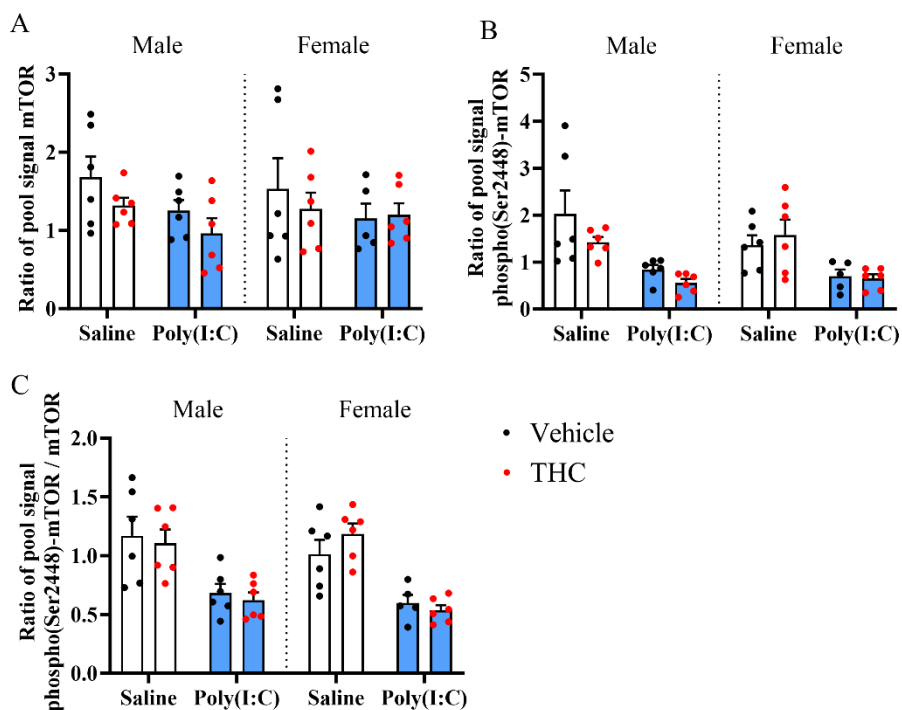 A
Male
Female
Ratio of pool signal mTOR
3
2
1
0
Saline
Poly(I:C)
Saline
Poly(I:C)
B
Male
Female
Ratio of pool signal
phospho(Ser2448)-mTOR
5
4
3
2
1
0
Saline
Poly(I:C)
Saline
Poly(I:C)
C
Male
Female
Ratio of pool signal
phospho(Ser2448)-mTOR / mTOR
2.0
1.5
1.0
0.5
0.0
Saline
Poly(I:C)
Saline
Poly(I:C)
Vehicle
THC